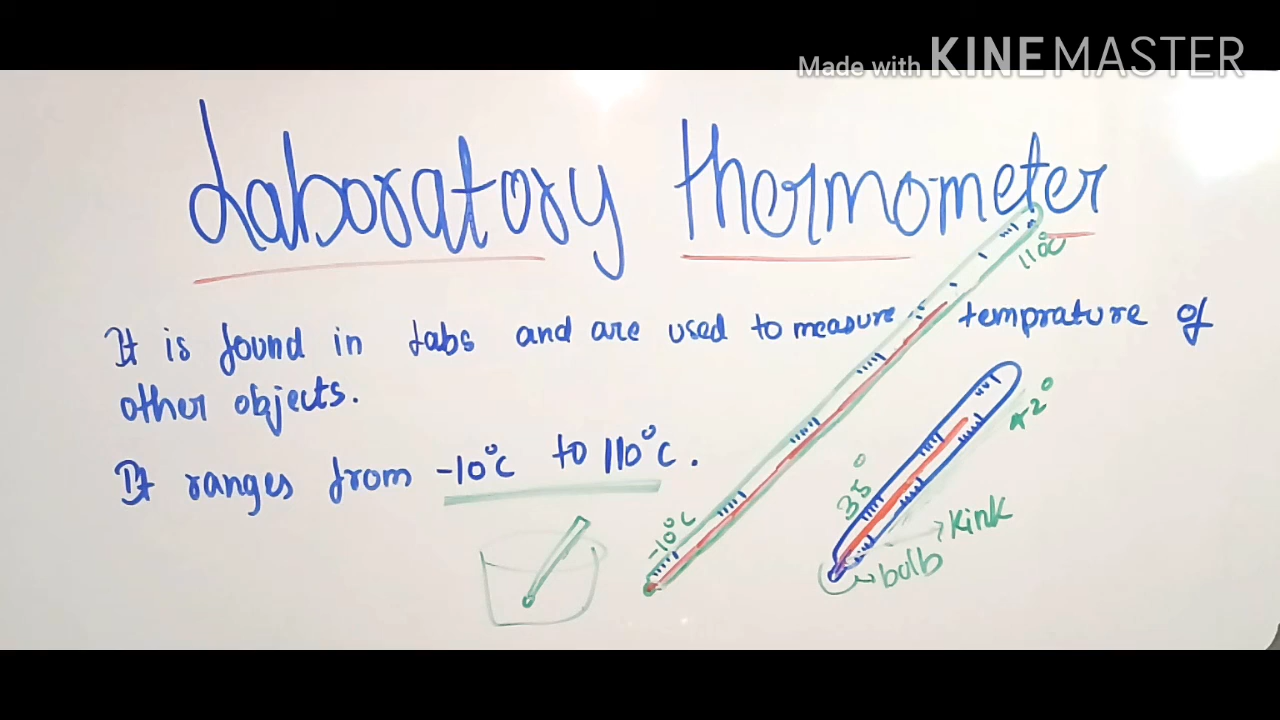 Made with KINEMASTER
Laboratory thermometer
It is found in Labs and are used to measure temprature of
other objects.
It ranges from -10°C to 110°C.
110°C
-10°C
35°
42°
kink
bulb